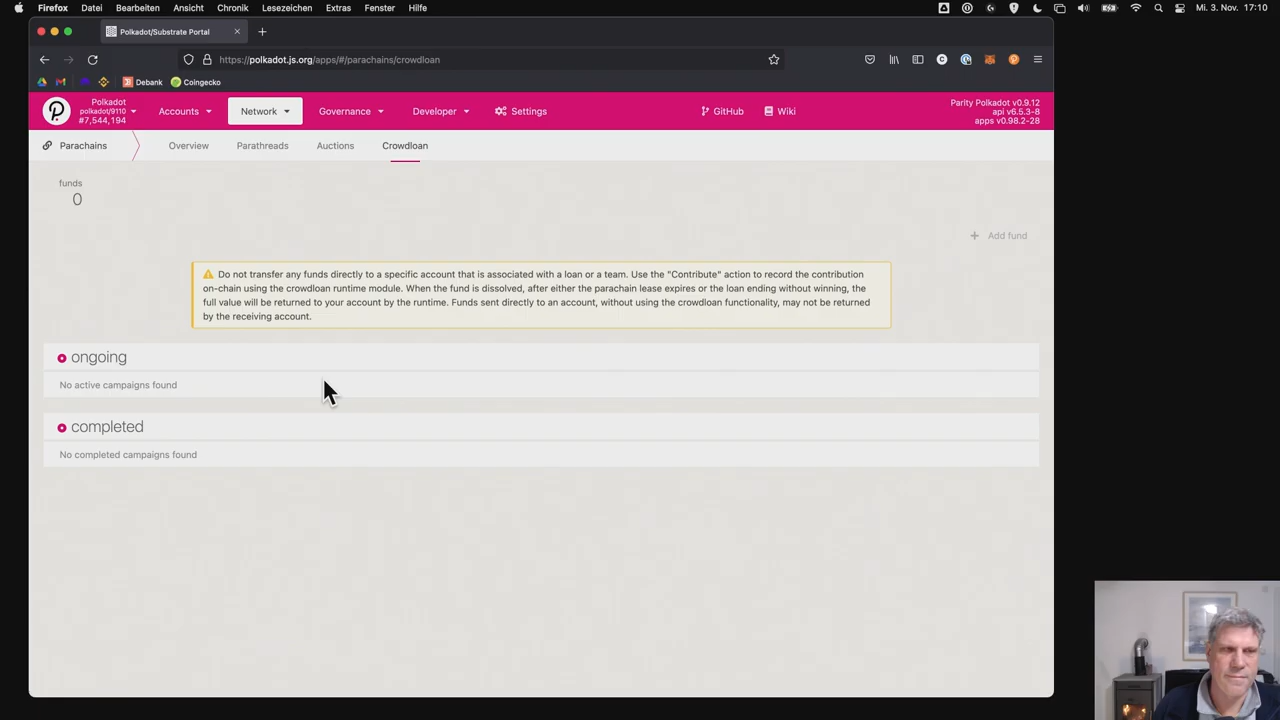 Firefox Datei Bearbeiten Ansicht Chronik Lesezeichen Extras Fenster Hilfe Mi. 3. Nov. 17:10
Polkadot/Substrate Portal
https://polkadot.js.org/apps/#/parachains/crowdloan
Debank Coingecko
Polkadot
polkadot/9110
#7,544,194
Accounts Network Governance Developer Settings GitHub Wiki
Parity Polkadot v0.9.12
api v6.5.3-8
apps v0.98.2-28
Parachains Overview Parathreads Auctions Crowdloan
funds
0
Add fund
Do not transfer any funds directly to a specific account that is associated with a loan or a team. Use the "Contribute" action to record the contribution
on-chain using the crowdloan runtime module. When the fund is dissolved, after either the parachain lease expires or the loan ending without winning, the
full value will be returned to your account by the runtime. Funds sent directly to an account, without using the crowdloan functionality, may not be returned
by the receiving account.
ongoing
No active campaigns found
completed
No completed campaigns found